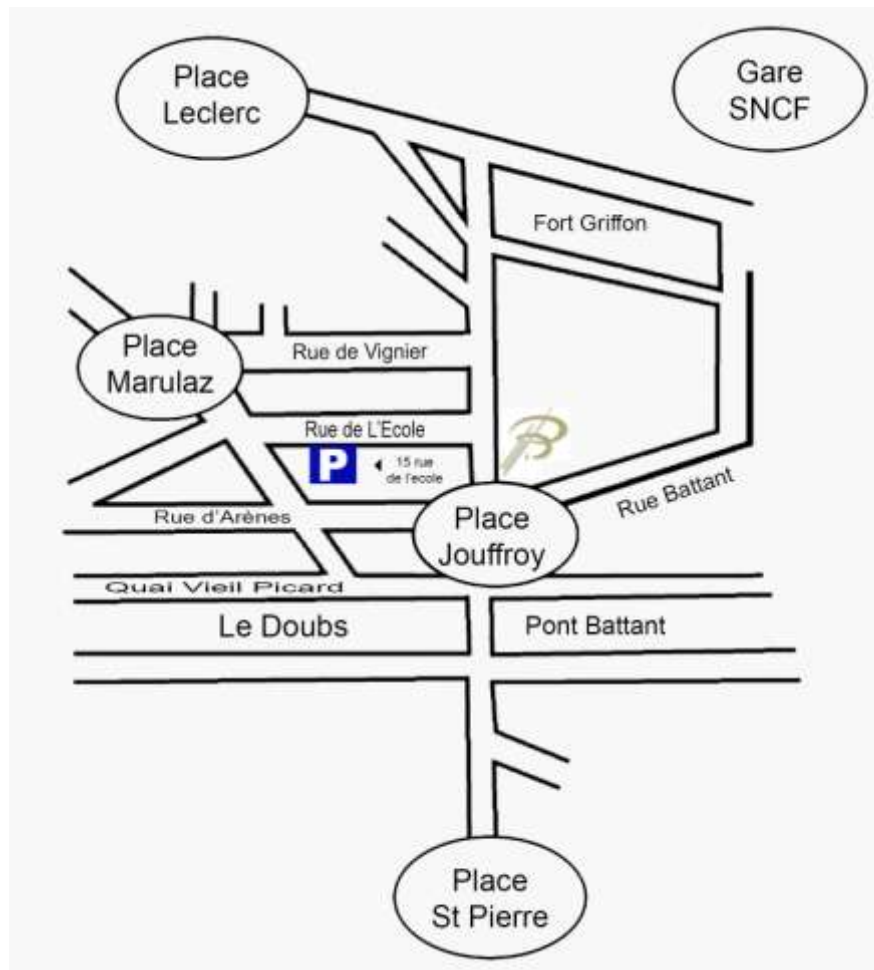 Place
Leclerc
Gare
SNCF
Fort Griffon
Place
Marulaz
Rue de Vignier
Rue de L'Ecole
P
15 rue
de l'ecole
Rue Battant
Rue d'Arènes
Place
Jouffroy
Quai Vieil Picard
Le Doubs
Pont Battant
Place
St Pierre